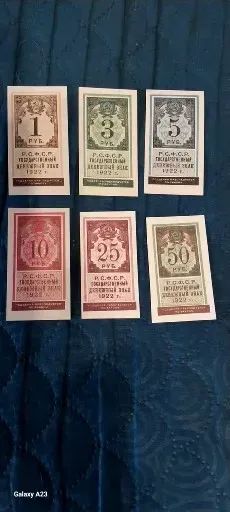 1
РУБ.
Р.С.Ф.С.Р.
ГОСУДАРСТВЕННЫЙ
ДЕНЕЖНЫЙ ЗНАК
1922 г.
3
РУБ.
Р.С.Ф.С.Р.
ГОСУДАРСТВЕННЫЙ
ДЕНЕЖНЫЙ ЗНАК
1922 г.
5
РУБ.
Р.С.Ф.С.Р.
ГОСУДАРСТВЕННЫЙ
ДЕНЕЖНЫЙ ЗНАК
1922 г.
10
РУБ.
Р.С.Ф.С.Р.
ГОСУДАРСТВЕННЫЙ
ДЕНЕЖНЫЙ ЗНАК
1922 г.
25
РУБ.
Р.С.Ф.С.Р.
ГОСУДАРСТВЕННЫЙ
ДЕНЕЖНЫЙ ЗНАК
1922 г.
50
РУБ.
Р.С.Ф.С.Р.
ГОСУДАРСТВЕННЫЙ
ДЕНЕЖНЫЙ ЗНАК
1922 г.
Galaxy A23